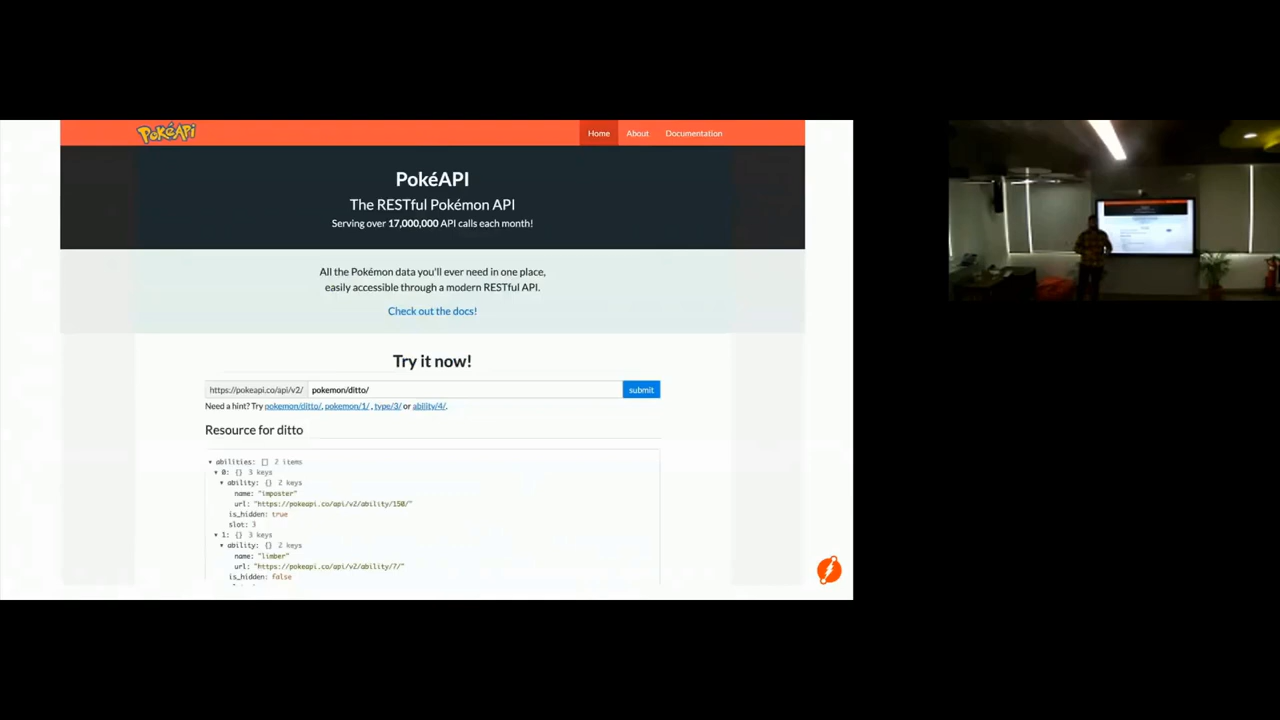 PokéAPI
Home
About
Documentation
PokéAPI
The RESTful Pokémon API
Serving over 17,000,000 API calls each month!
All the Pokémon data you'll ever need in one place,
easily accessible through a modern RESTful API.
Check out the docs!
Try it now!
https://pokeapi.co/api/v2/
pokemon/ditto/
submit
Need a hint? Try pokemon/ditto/, pokemon/1/ , type/3/ or ability/4/.
Resource for ditto
▾ abilities: [] 2 items
▾ 0: {} 3 keys
▾ ability: {} 2 keys
name: "imposter"
url: "https://pokeapi.co/api/v2/ability/150/"
is_hidden: true
slot: 3
▾ 1: {} 3 keys
▾ ability: {} 2 keys
name: "limber"
url: "https://pokeapi.co/api/v2/ability/7/"
is_hidden: false